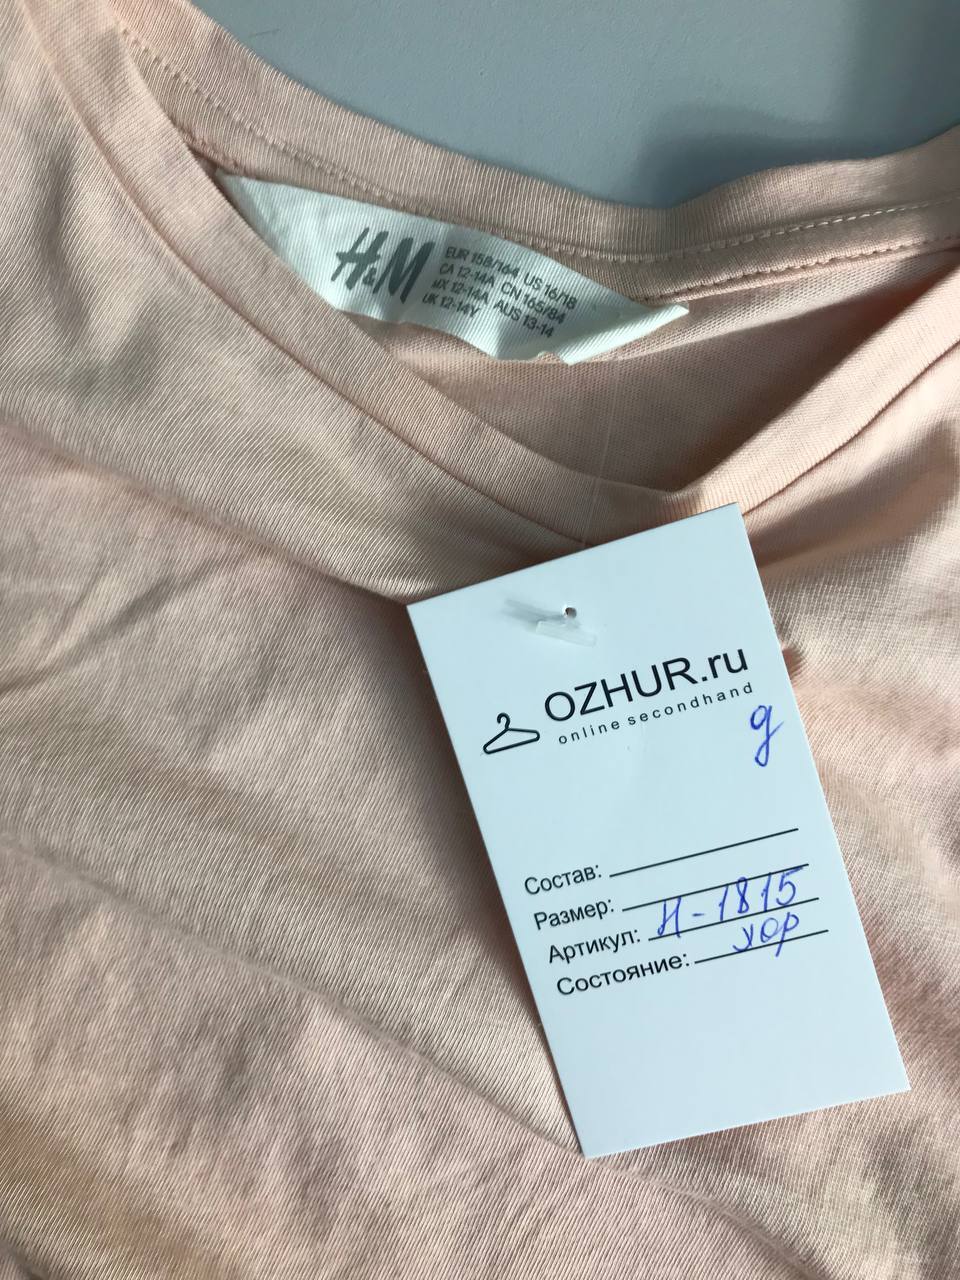 H&M
EUR 158/164 US 16/18
CA 12-14A CN 165/84
MX 12-14A AUS 13-14
UK 12-14Y
OZHUR.ru
online secondhand
д
Состав:
Размер:
Артикул: Н-1815
Состояние: хор